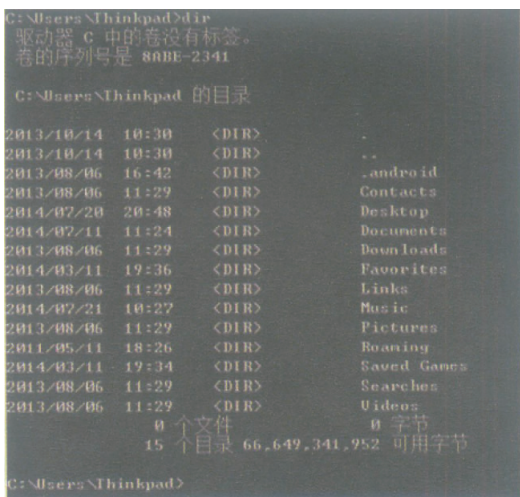 C:\Users\Thinkpad>dir
驱动器 C 中的卷没有标签。
卷的序列号是 8ABE-2341
C:\Users\Thinkpad 的目录
2013/10/14 10:30 <DIR> .
2013/10/14 10:30 <DIR> ..
2013/08/06 16:42 <DIR> .android
2013/08/06 11:29 <DIR> Contacts
2014/07/20 20:48 <DIR> Desktop
2014/07/11 11:24 <DIR> Documents
2013/08/06 11:29 <DIR> Downloads
2014/03/11 19:36 <DIR> Favorites
2013/08/06 11:29 <DIR> Links
2014/07/21 10:27 <DIR> Music
2013/08/06 11:29 <DIR> Pictures
2011/05/11 18:26 <DIR> Roaming
2014/03/11 19:34 <DIR> Saved Games
2013/08/06 11:29 <DIR> Searches
2013/08/06 11:29 <DIR> Videos
0 个文件 0 字节
15 个目录 66,649,341,952 可用字节
C:\Users\Thinkpad>